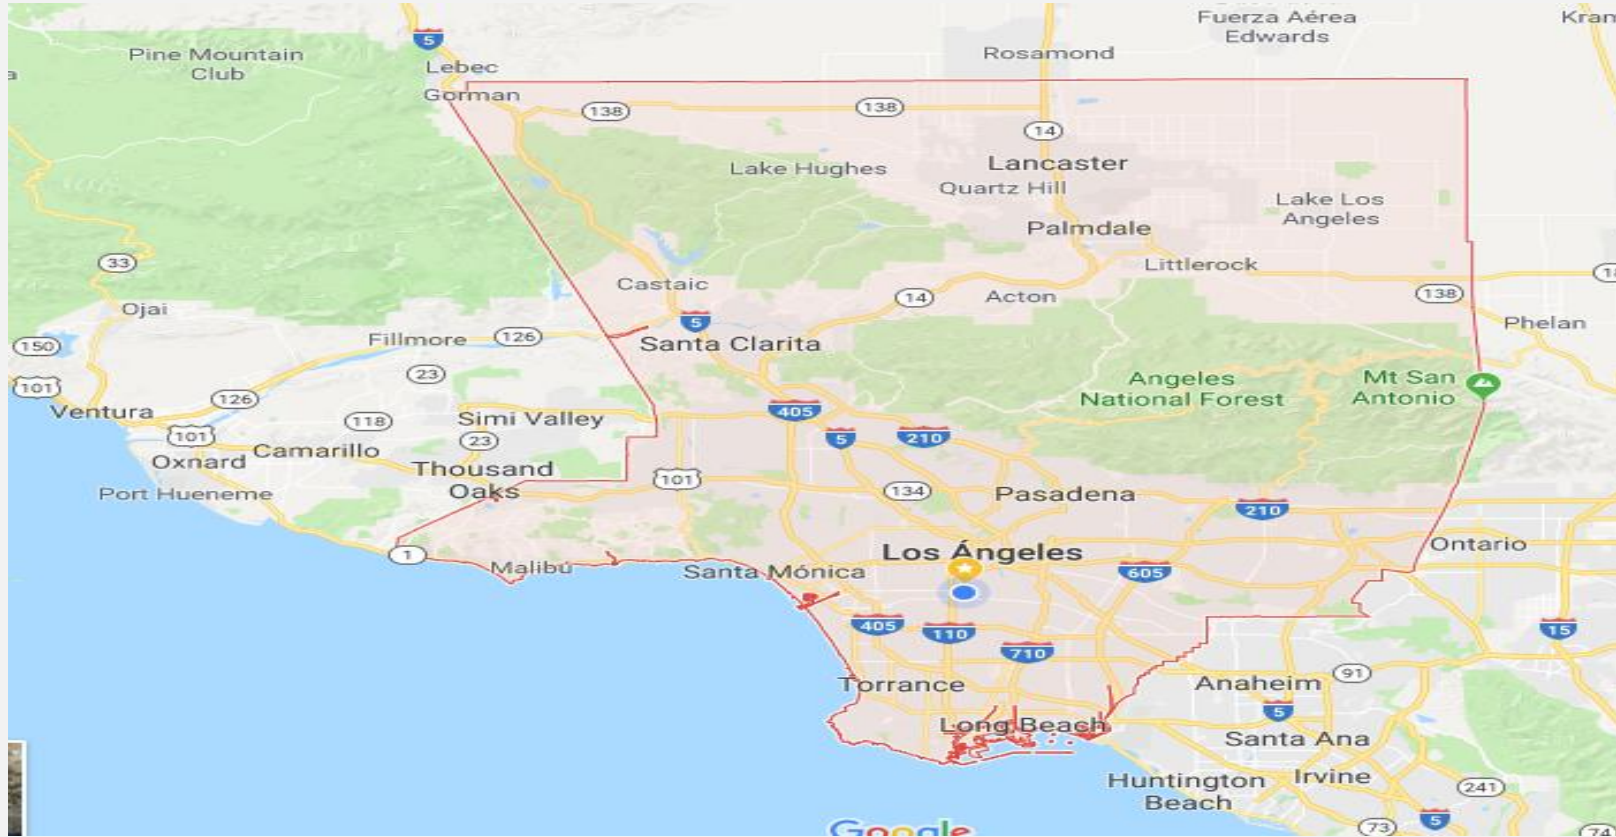 Fuerza Aérea
Edwards
Kran
5
Rosamond
Pine Mountain
Club
a
Lebec
Gorman
138
138
14
Lancaster
Lake Hughes
Quartz Hill
Lake Los
Angeles
Palmdale
33
Littlerock
Castaic
14
Acton
138
Ojai
5
Phelan
150
Fillmore
126
Santa Clarita
23
101
Angeles
National Forest
Mt San
Antonio
126
Ventura
118
Simi Valley
405
101
23
5
210
Oxnard
Camarillo
Thousand
Oaks
101
134
Pasadena
Port Hueneme
210
1
Malibú
Santa Mónica
Los Ángeles
605
Ontario
405
110
15
710
Torrance
Anaheim
91
5
Long Beach
Santa Ana
Huntington
Beach
Irvine
241
73
5
74
Google